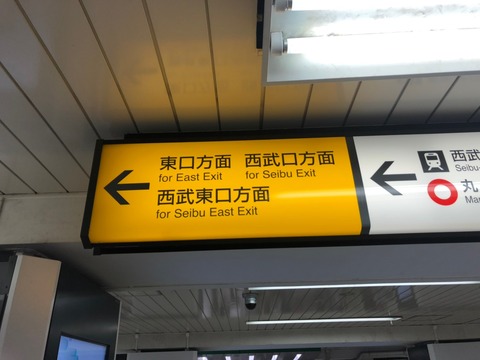 東口方面 西武口方面
for East Exit for Seibu Exit
西武東口方面
for Seibu East Exit
西武
Seibu
丸